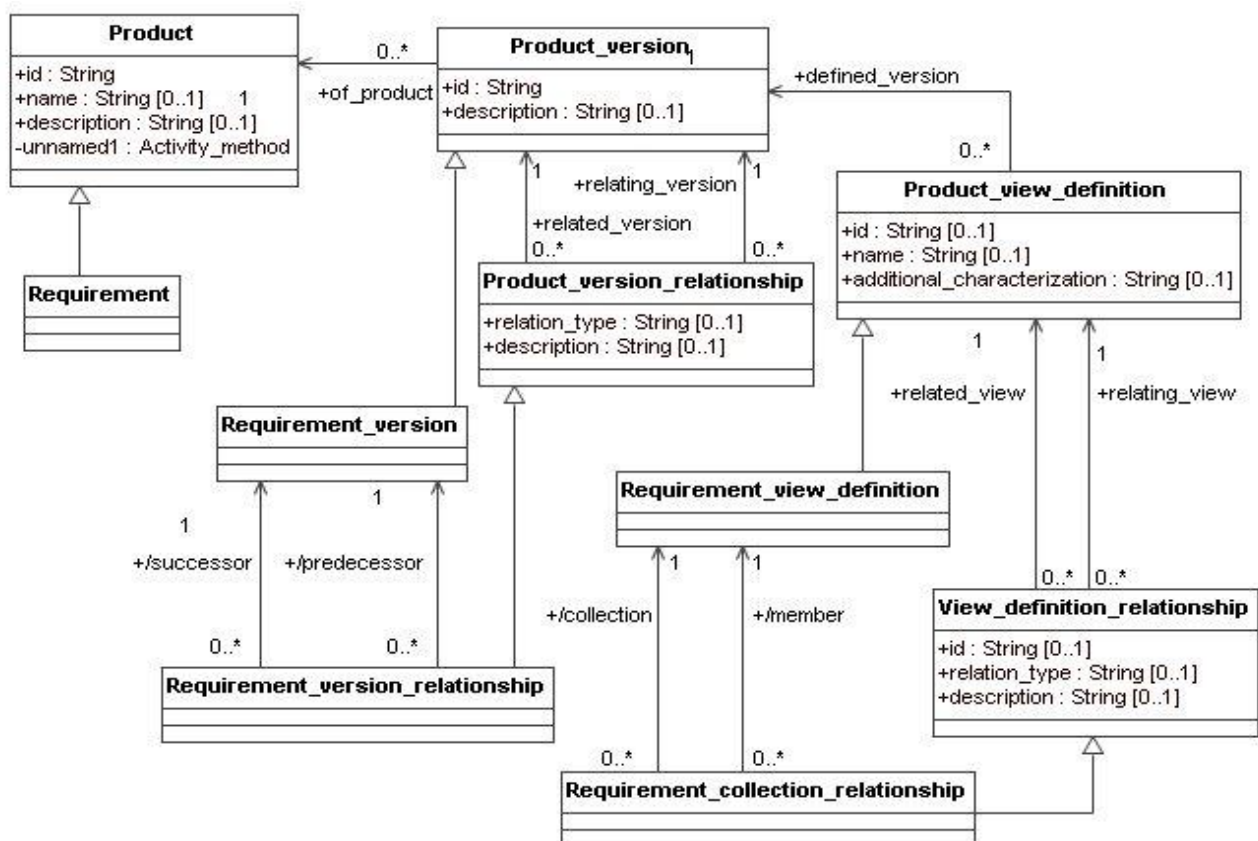 Product
+id : String
+name : String [0..1]
1
+description : String [0..1]
-unnamed1 : Activity_method
0..*
+of_product
Product_version
1
+id : String
+description : String [0..1]
+defined_version
0..*
Product_view_definition
+id : String [0..1]
+name : String [0..1]
+additional_characterization : String [0..1]
Requirement
1
+related_version
0..*
+relating_version
1
0..*
Product_version_relationship
+relation_type : String [0..1]
+description : String [0..1]
1
+related_view
0..*
1
+relating_view
0..*
Requirement_version
Requirement_view_definition
1
+/successor
0..*
1
+/predecessor
0..*
Requirement_version_relationship
1
+/collection
0..*
1
+/member
0..*
View_definition_relationship
+id : String [0..1]
+relation_type : String [0..1]
+description : String [0..1]
Requirement_collection_relationship